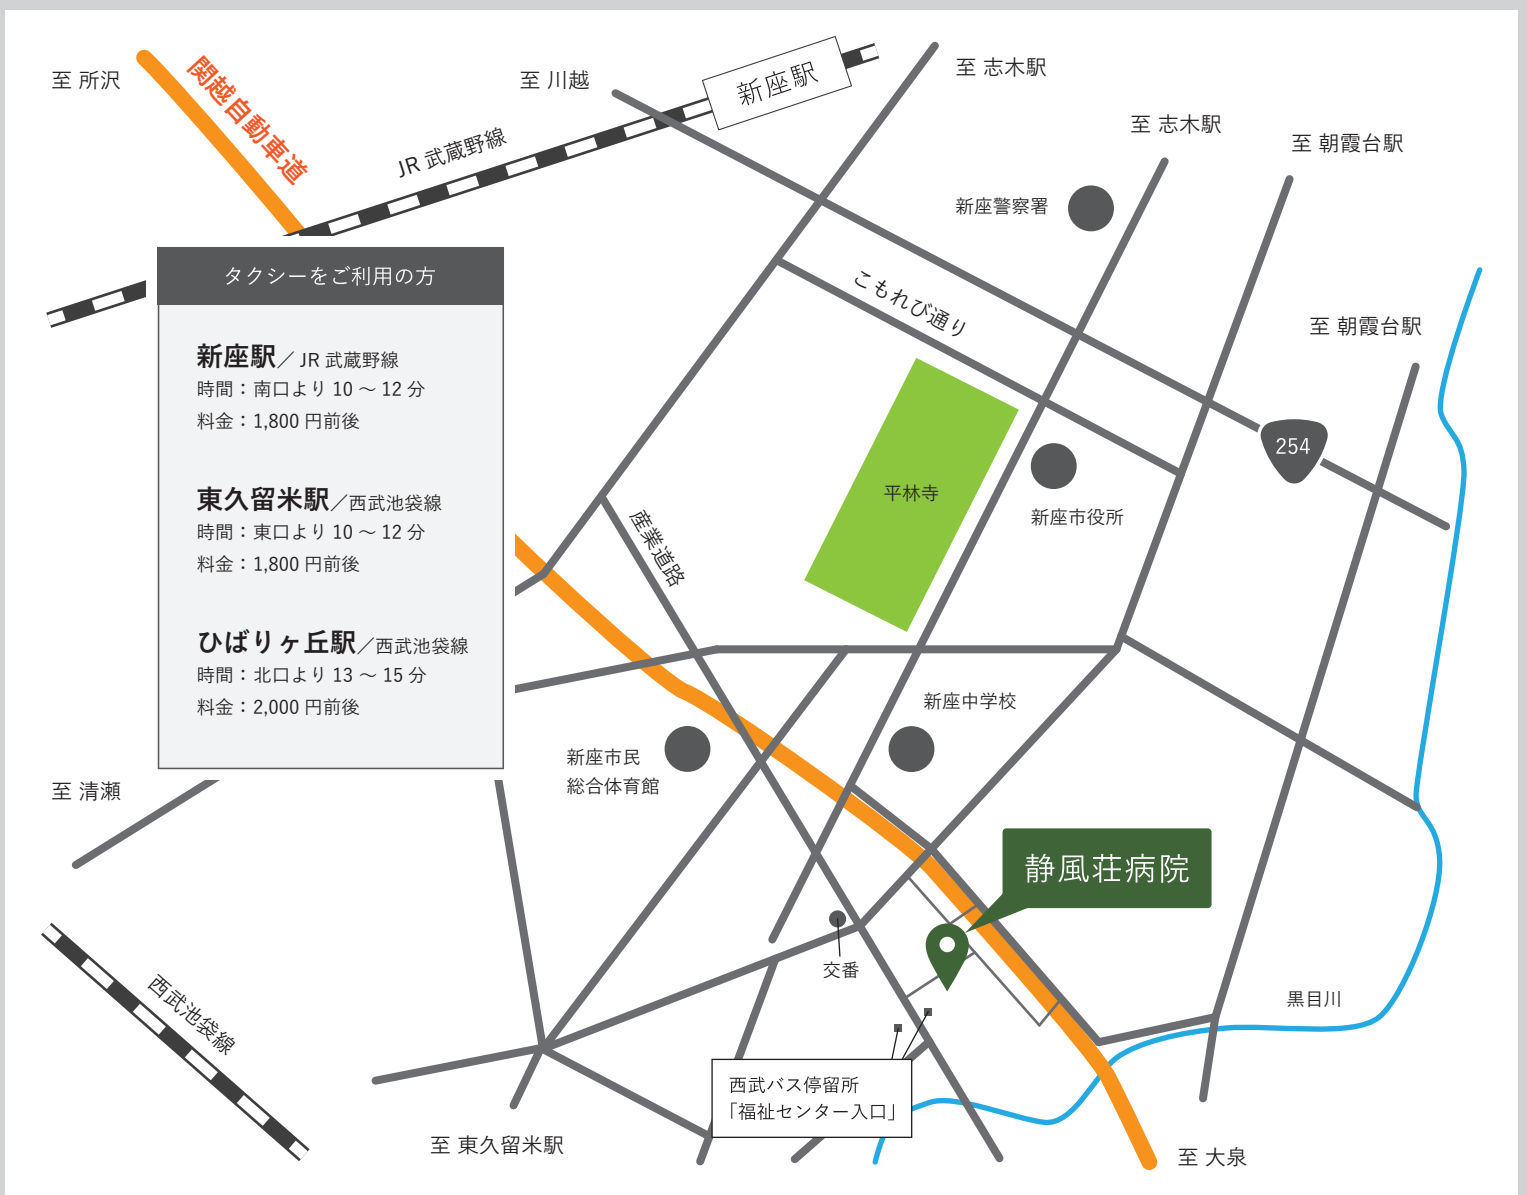 至 所沢
関越自動車道
至 川越
新座駅
至 志木駅
JR 武蔵野線
至 志木駅
至 朝霞台駅
新座警察署
タクシーをご利用の方
新座駅／JR 武蔵野線
時間：南口より 10 〜 12 分
料金：1,800 円前後
東久留米駅／西武池袋線
時間：東口より 10 〜 12 分
料金：1,800 円前後
ひばりヶ丘駅／西武池袋線
時間：北口より 13 〜 15 分
料金：2,000 円前後
こもれび通り
至 朝霞台駅
254
平林寺
新座市役所
産業道路
新座中学校
新座市民
総合体育館
至 清瀬
静風荘病院
交番
黒目川
西武池袋線
西武バス停留所
「福祉センター入口」
至 東久留米駅
至 大泉